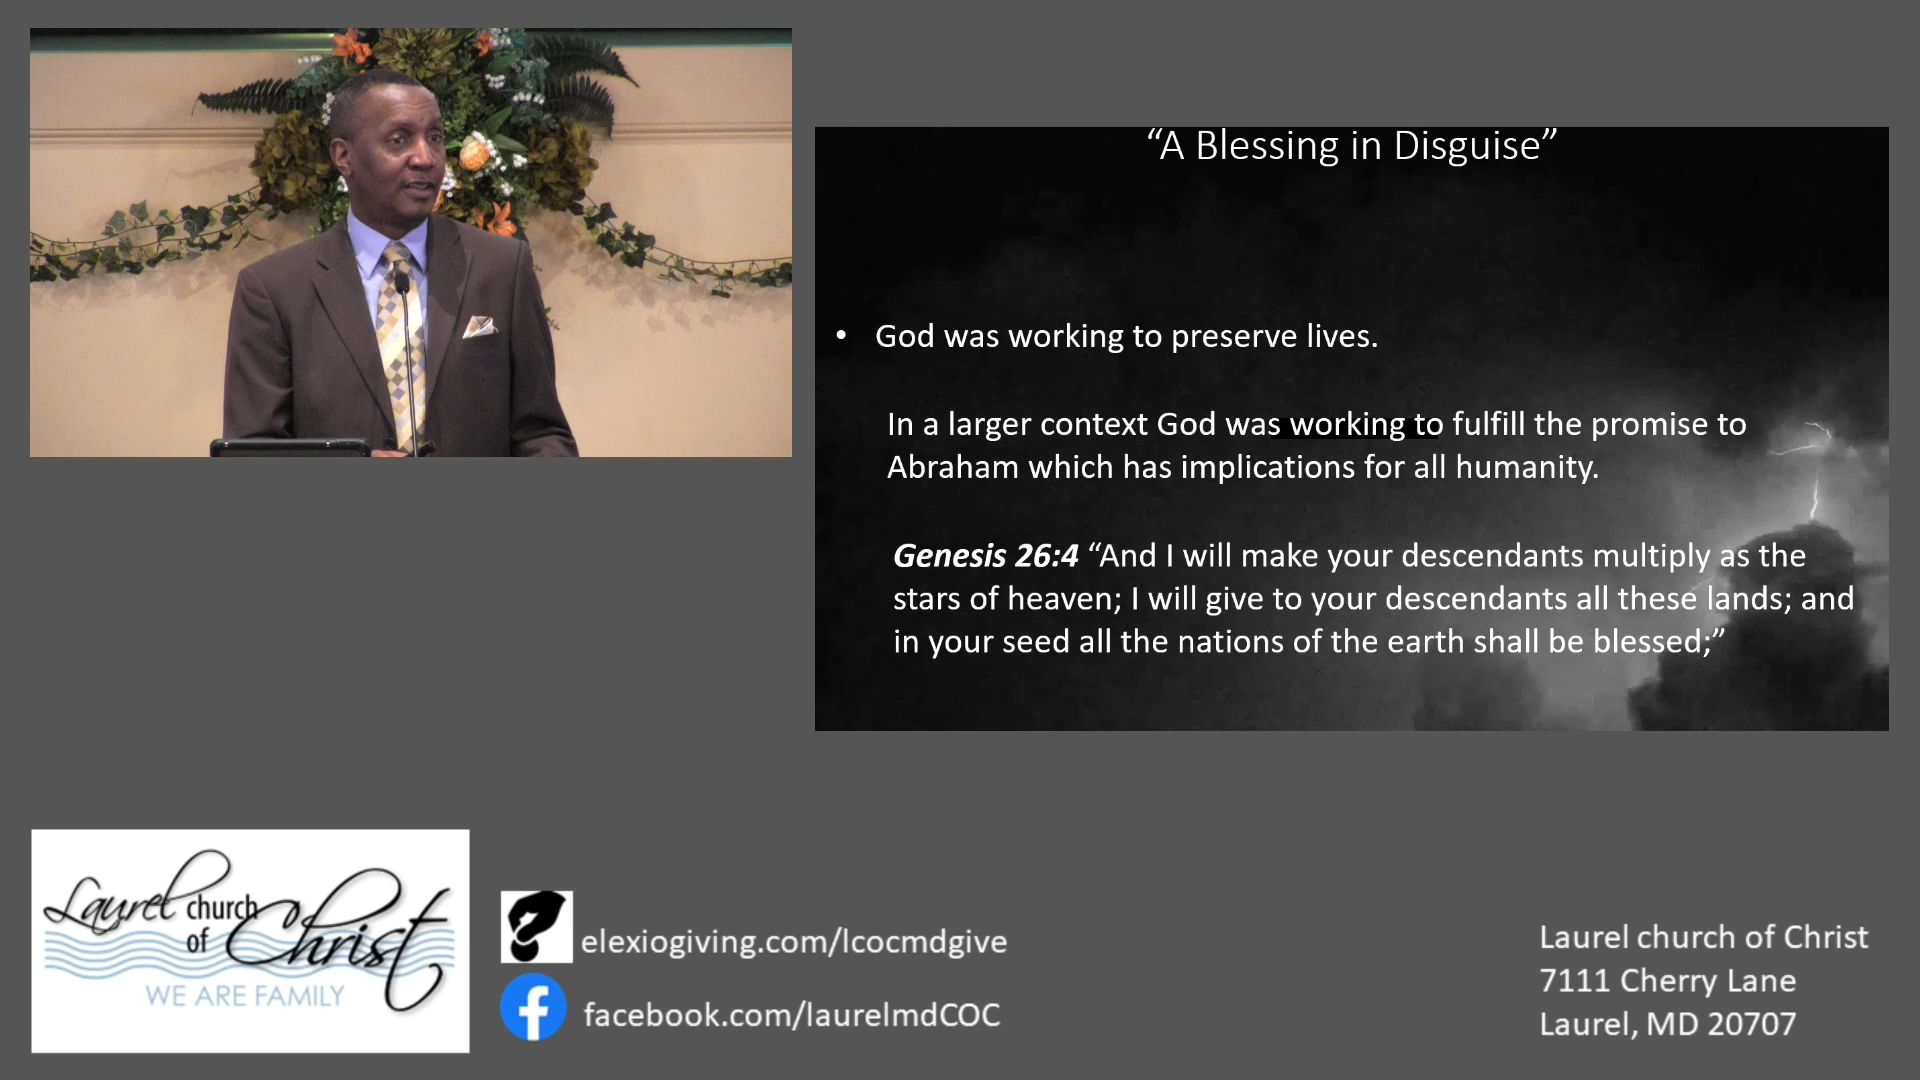 “A Blessing in Disguise”
• God was working to preserve lives.
In a larger context God was working to fulfill the promise to
Abraham which has implications for all humanity.
Genesis 26:4 “And I will make your descendants multiply as the
stars of heaven; I will give to your descendants all these lands; and
in your seed all the nations of the earth shall be blessed;”
Laurel church
of Christ
WE ARE FAMILY
elexiogiving.com/lcocmdgive
facebook.com/laurelmdCOC
Laurel church of Christ
7111 Cherry Lane
Laurel, MD 20707